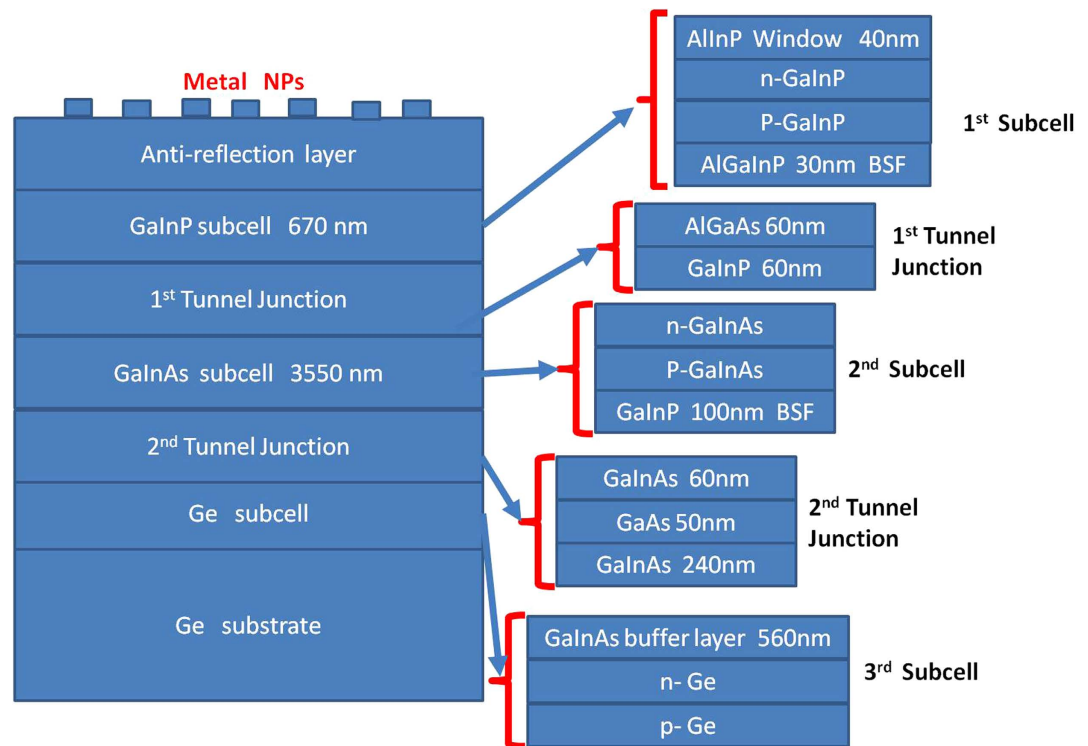 Metal NPs
Anti-reflection layer
GaInP subcell 670 nm
1st Tunnel Junction
GaInAs subcell 3550 nm
2nd Tunnel Junction
Ge subcell
Ge substrate
AlInP Window 40nm
n-GaInP
P-GaInP
AlGaInP 30nm BSF
1st Subcell
AlGaAs 60nm
GaInP 60nm
1st Tunnel
Junction
n-GaInAs
P-GaInAs
GaInP 100nm BSF
2nd Subcell
GaInAs 60nm
GaAs 50nm
GaInAs 240nm
2nd Tunnel
Junction
GaInAs buffer layer 560nm
n- Ge
p- Ge
3rd Subcell